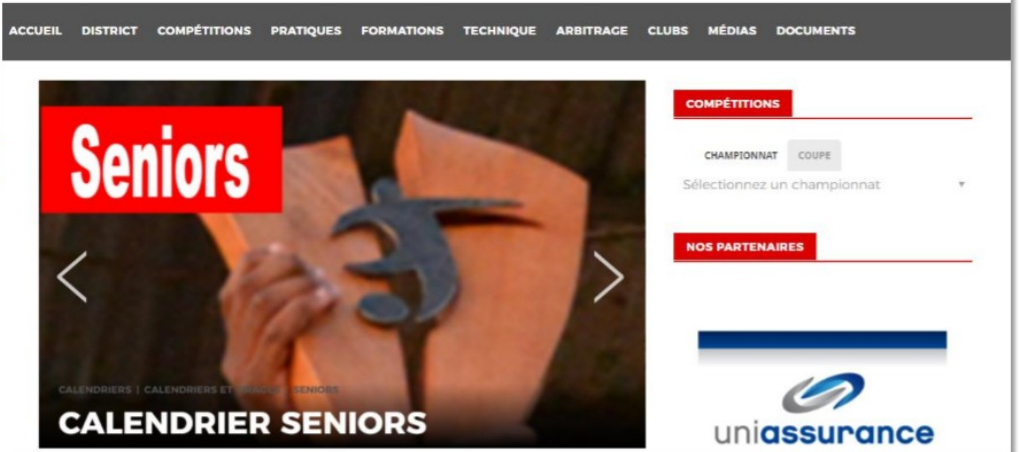 ACCUEIL DISTRICT COMPÉTITIONS PRATIQUES FORMATIONS TECHNIQUE ARBITRAGE CLUBS MÉDIAS DOCUMENTS
Seniors
CALENDRIERS | CALENDRIERS ET SENIORS
CALENDRIER SENIORS
COMPÉTITIONS
CHAMPIONNAT COUPE
Sélectionnez un championnat
NOS PARTENAIRES
uniassurance